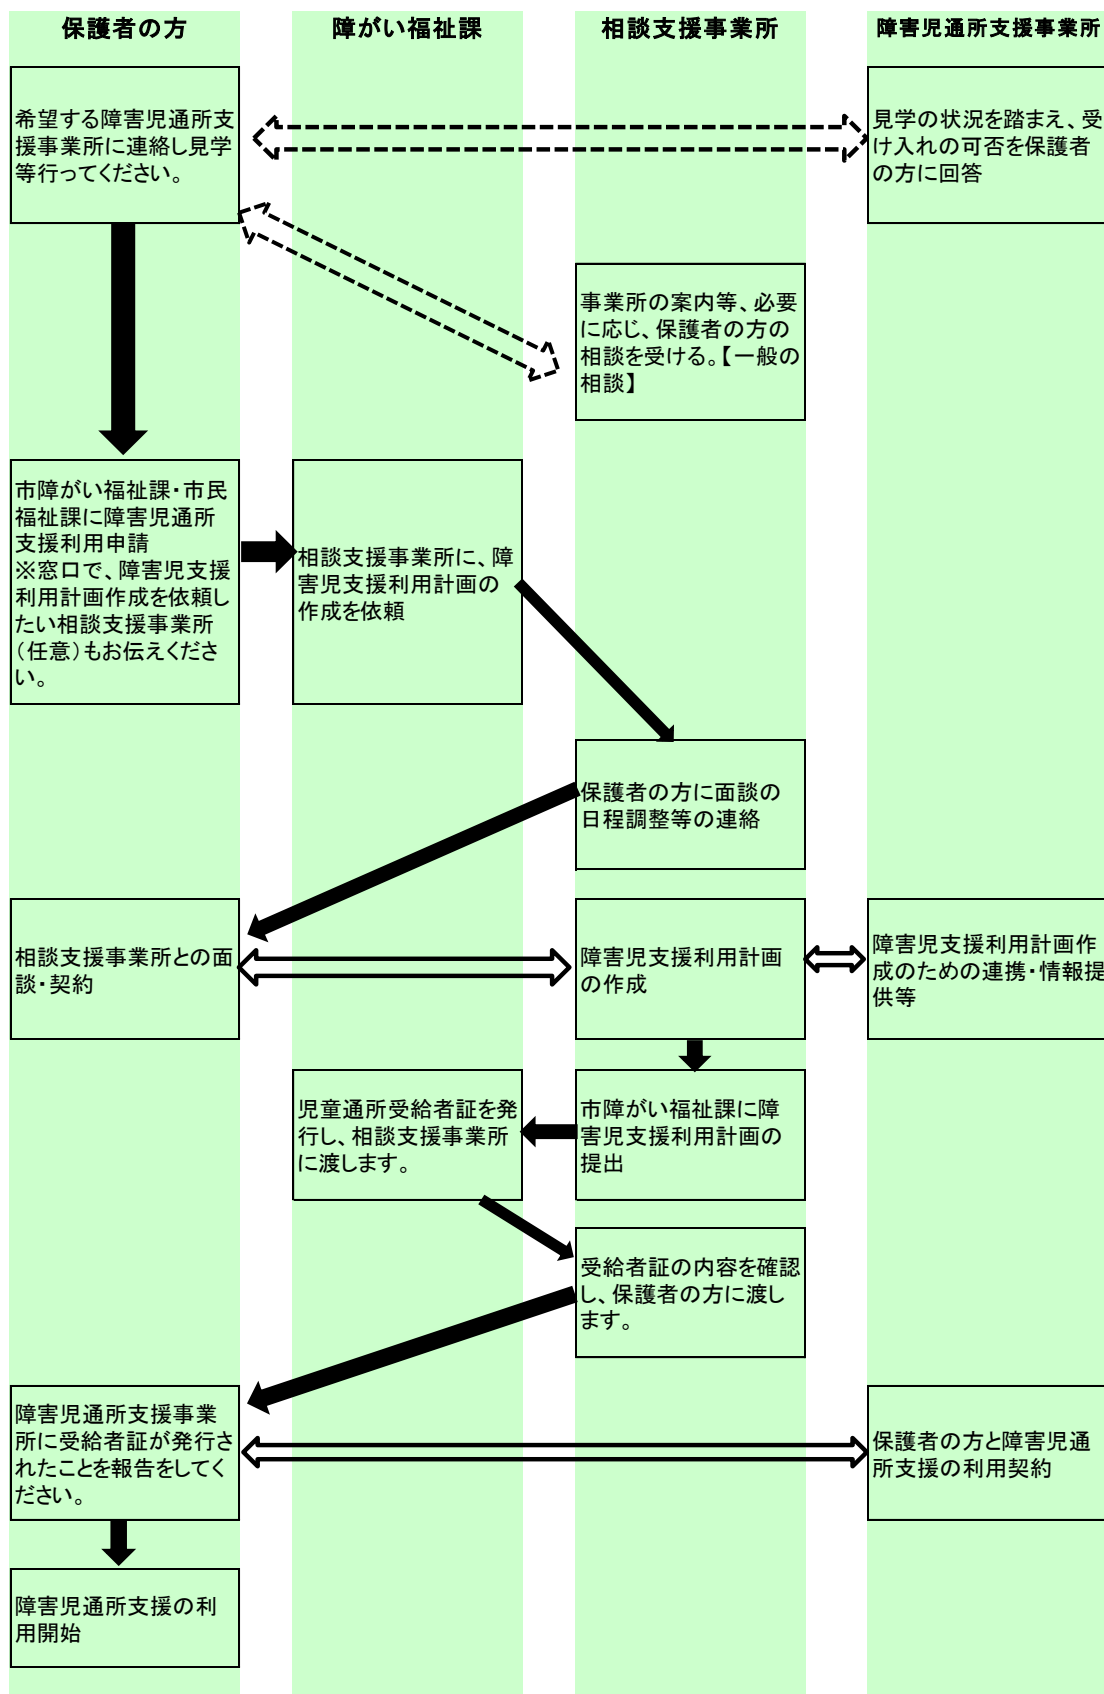 保護者の方
障がい福祉課
相談支援事業所
障害児通所支援事業所
希望する障害児通所支
援事業所に連絡し見学
等行ってください。
見学の状況を踏まえ、受
け入れの可否を保護者
の方に回答
事業所の案内等、必要
に応じ、保護者の方の
相談を受ける。【一般の
相談】
市障がい福祉課・市民
福祉課に障害児通所
支援利用申請
※窓口で、障害児支援
利用計画作成を依頼し
たい相談支援事業所
（任意）もお伝えくださ
い。
相談支援事業所に、障
害児支援利用計画の
作成を依頼
保護者の方に面談の
日程調整等の連絡
相談支援事業所との面
談・契約
障害児支援利用計画
の作成
障害児支援利用計画作
成のための連携・情報提
供等
児童通所受給者証を発
行し、相談支援事業所
に渡します。
市障がい福祉課に障
害児支援利用計画の
提出
受給者証の内容を確認
し、保護者の方に渡し
ます。
障害児通所支援事業
所に受給者証が発行さ
れたことを報告をしてく
ださい。
保護者の方と障害児通
所支援の利用契約
障害児通所支援の利
用開始